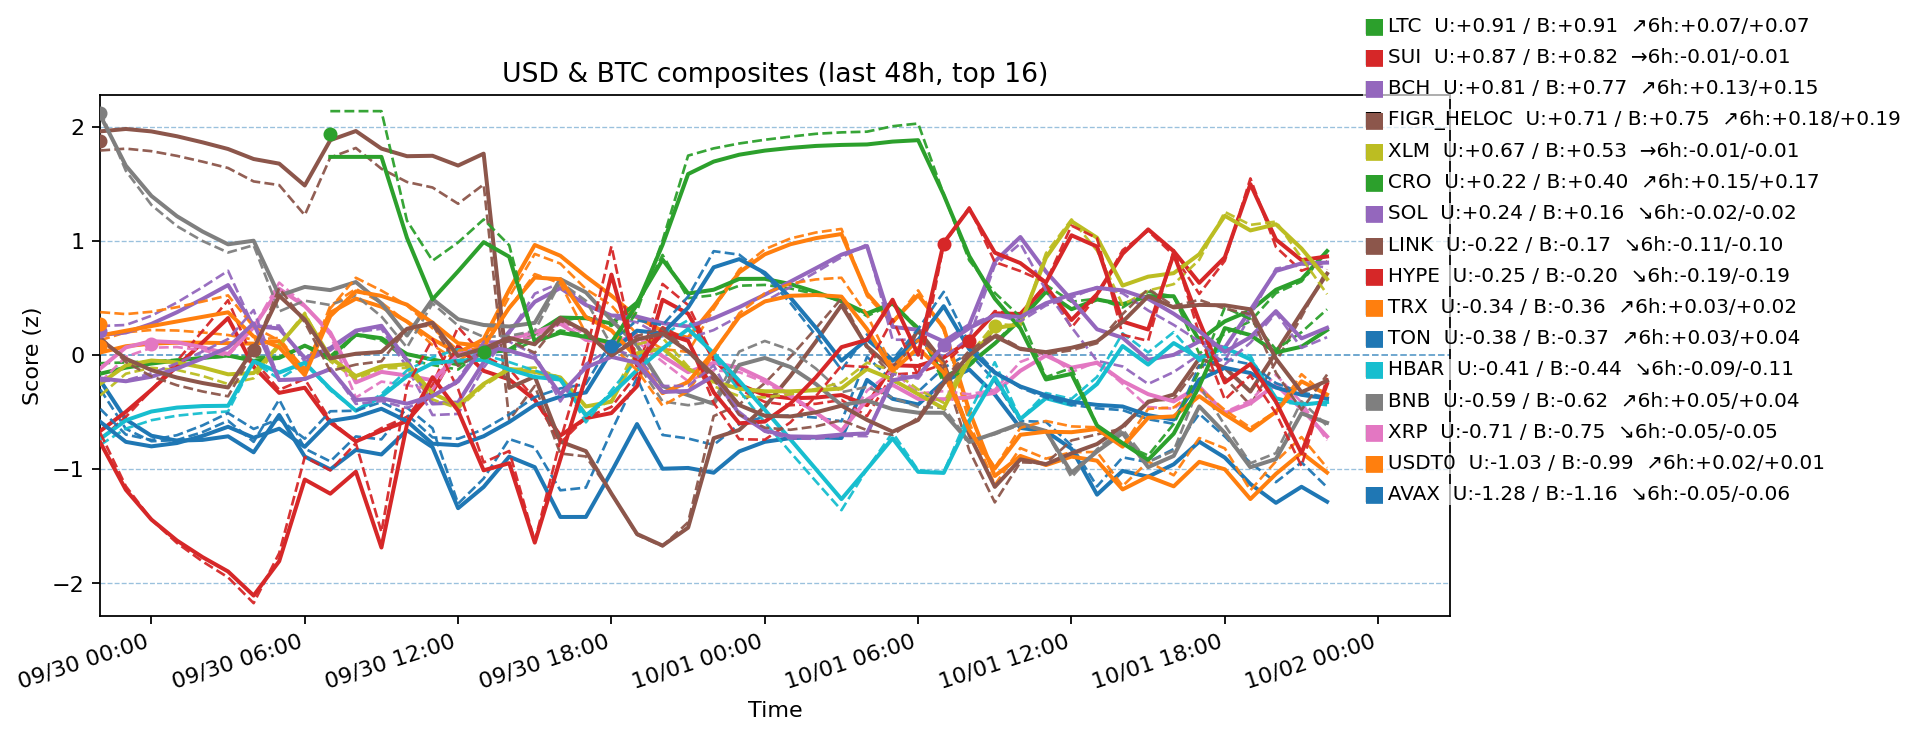 LTC  U:+0.91 / B:+0.91  ↗6h:+0.07/+0.07
SUI  U:+0.87 / B:+0.82  →6h:-0.01/-0.01
USD & BTC composites (last 48h, top 16)
BCH  U:+0.81 / B:+0.77  ↗6h:+0.13/+0.15
FIGR_HELOC  U:+0.71 / B:+0.75  ↗6h:+0.18/+0.19
XLM  U:+0.67 / B:+0.53  →6h:-0.01/-0.01
CRO  U:+0.22 / B:+0.40  ↗6h:+0.15/+0.17
SOL  U:+0.24 / B:+0.16  ↘6h:-0.02/-0.02
LINK  U:-0.22 / B:-0.17  ↘6h:-0.11/-0.10
HYPE  U:-0.25 / B:-0.20  ↘6h:-0.19/-0.19
TRX  U:-0.34 / B:-0.36  ↗6h:+0.03/+0.02
TON  U:-0.38 / B:-0.37  ↗6h:+0.03/+0.04
HBAR  U:-0.41 / B:-0.44  ↘6h:-0.09/-0.11
BNB  U:-0.59 / B:-0.62  ↗6h:+0.05/+0.04
XRP  U:-0.71 / B:-0.75  ↘6h:-0.05/-0.05
USDT0  U:-1.03 / B:-0.99  ↗6h:+0.02/+0.01
AVAX  U:-1.28 / B:-1.16  ↘6h:-0.05/-0.06
Score (z)
2
1
0
−1
−2
09/30 00:00
09/30 06:00
09/30 12:00
09/30 18:00
10/01 00:00
10/01 06:00
10/01 12:00
10/01 18:00
10/02 00:00
Time